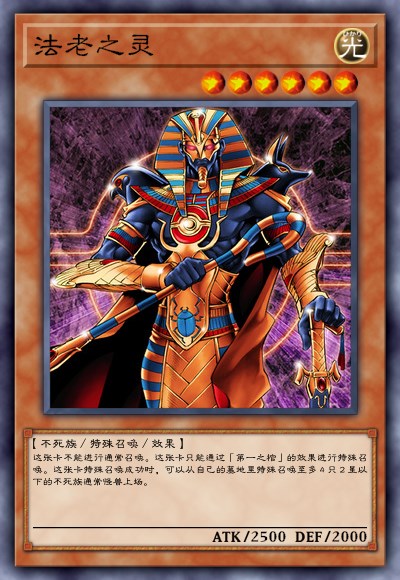 法老之灵
光
【不死族／特殊召唤／效果】
这张卡不能进行通常召唤。这张卡只能通过「第一之棺」的效果进行特殊召
唤。这张卡特殊召唤成功时，可以从自己的墓地里特殊召唤至多4只2星以
下的不死族通常怪兽上场。
ATK/2500 DEF/2000